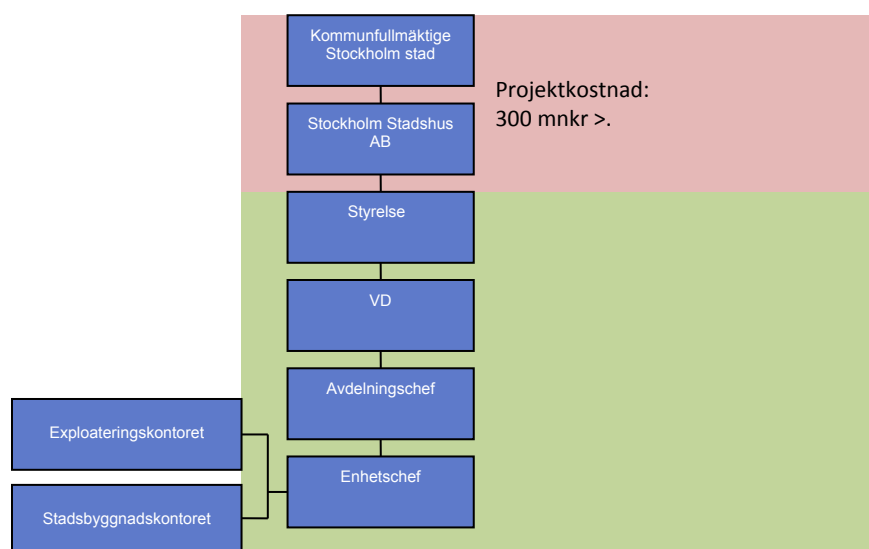 Kommunfullmäktige
Stockholm stad
Projektkostnad:
300 mnkr >.
Stockholm Stadshus
AB
Styrelse
VD
Avdelningschef
Exploateringskontoret
Enhetschef
Stadsbyggnadskontoret